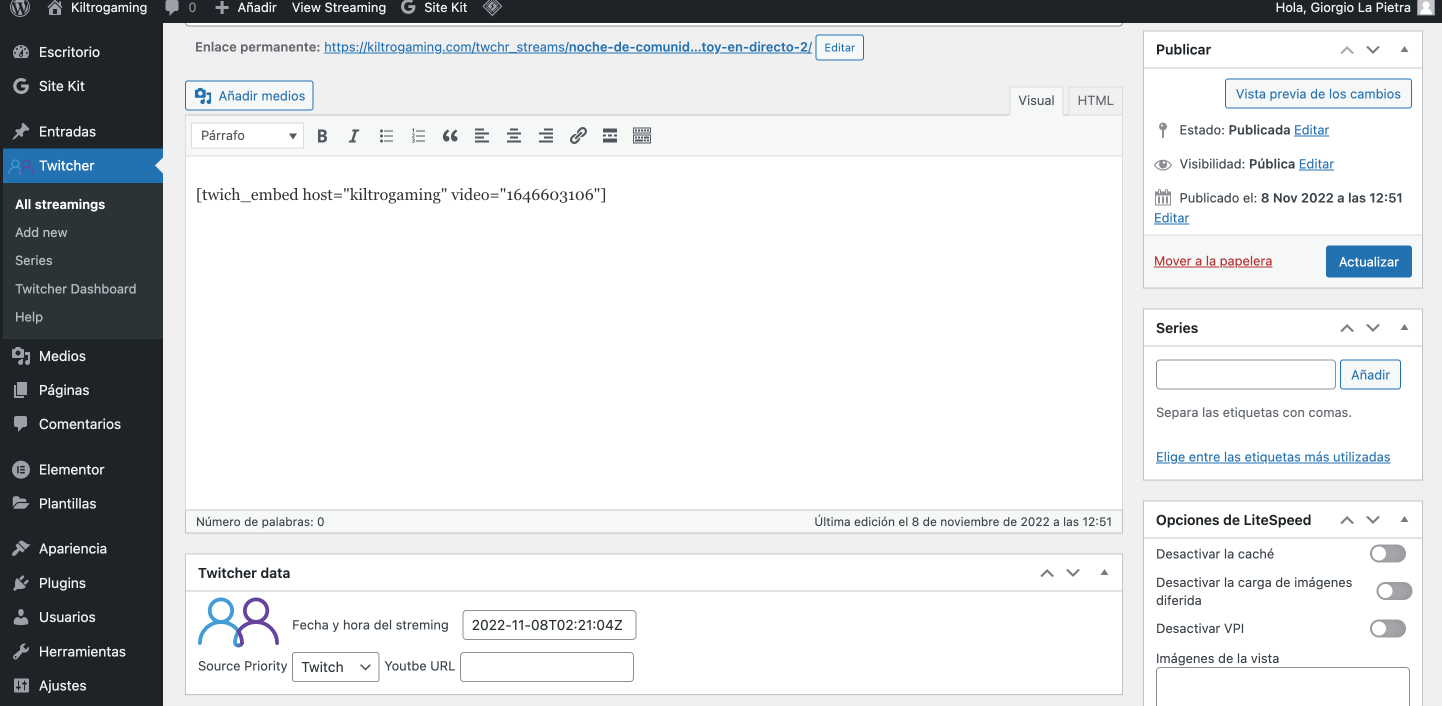 Kiltrogaming 0 Añadir View Streaming Site Kit Hola, Giorgio La Pietra
Escritorio
Site Kit
Entradas
Twitcher
All streamings
Add new
Series
Twitcher Dashboard
Help
Medios
Páginas
Comentarios
Elementor
Plantillas
Apariencia
Plugins
Usuarios
Herramientas
Ajustes
Enlace permanente: https://kiltrogaming.com/twchr_streams/noche-de-comunid...toy-en-directo-2/ Editar
Añadir medios
Visual HTML
Párrafo
[twich_embed host="kiltrogaming" video="1646603106"]
Número de palabras: 0 Última edición el 8 de noviembre de 2022 a las 12:51
Twitcher data
Fecha y hora del streming 2022-11-08T02:21:04Z
Source Priority Twitch Youtbe URL
Publicar
Vista previa de los cambios
Estado: Publicada Editar
Visibilidad: Pública Editar
Publicado el: 8 Nov 2022 a las 12:51
Editar
Mover a la papelera Actualizar
Series
Añadir
Separa las etiquetas con comas.
Elige entre las etiquetas más utilizadas
Opciones de LiteSpeed
Desactivar la caché
Desactivar la carga de imágenes
diferida
Desactivar VPI
Imágenes de la vista